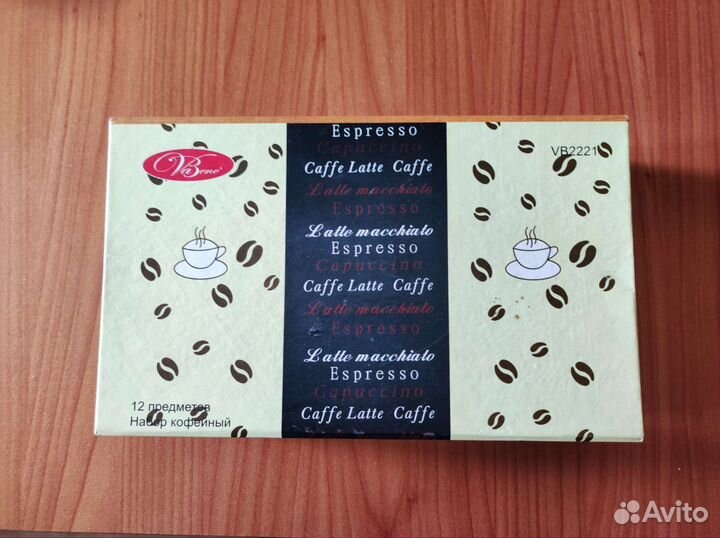 VaBene
VB2221
Espresso
Capuccino
Caffe Latte Caffe
Latte macchiato
Espresso
Latte macchiato
Espresso
Capuccino
Caffe Latte Caffe
Latte macchiato
Espresso
Latte macchiato
Espresso
Capuccino
Caffe Latte Caffe
12 предметов
Набор кофейный
Avito